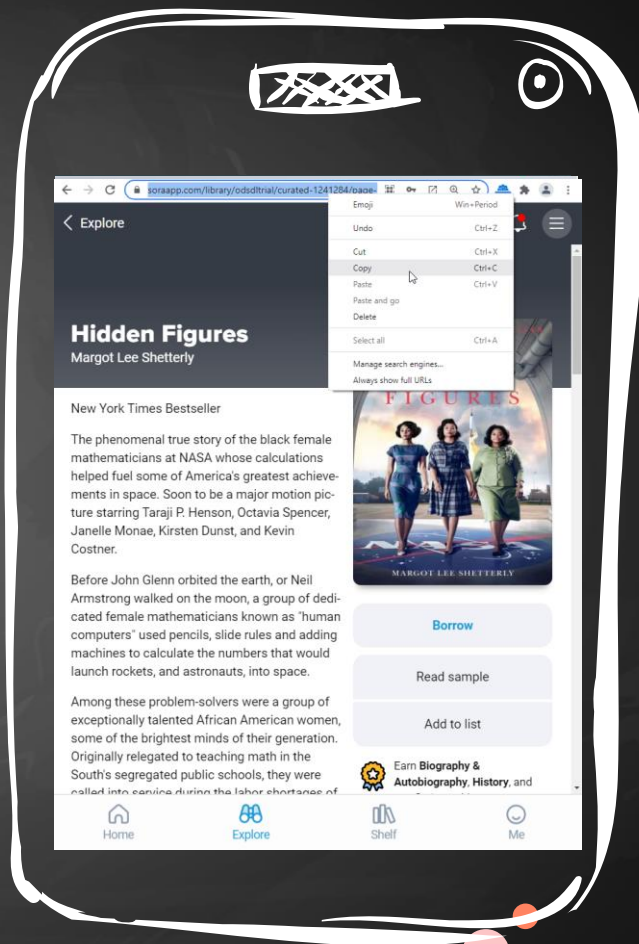 soraapp.com/library/odsdltrial/curated-1241284/page-
Explore
Emoji Win+Period
Undo Ctrl+Z
Cut Ctrl+X
Copy Ctrl+C
Paste Ctrl+V
Paste and go
Delete
Select all Ctrl+A
Manage search engines...
Always show full URLs
Hidden Figures
Margot Lee Shetterly
New York Times Bestseller
The phenomenal true story of the black female
mathematicians at NASA whose calculations
helped fuel some of America's greatest achieve-
ments in space. Soon to be a major motion pic-
ture starring Taraji P. Henson, Octavia Spencer,
Janelle Monae, Kirsten Dunst, and Kevin
Costner.
Before John Glenn orbited the earth, or Neil
Armstrong walked on the moon, a group of dedi-
cated female mathematicians known as "human
computers" used pencils, slide rules and adding
machines to calculate the numbers that would
launch rockets, and astronauts, into space.
Among these problem-solvers were a group of
exceptionally talented African American women,
some of the brightest minds of their generation.
Originally relegated to teaching math in the
South's segregated public schools, they were
called into service during the labor shortages of
FIGURES
NASA
MARGOT LEE SHETTERLY
Borrow
Read sample
Add to list
Earn Biography &
Autobiography, History, and
Home
Explore
Shelf
Me